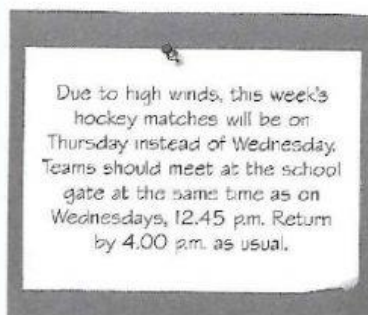 Due to high winds, this week's
hockey matches will be on
Thursday instead of Wednesday.
Teams should meet at the school
gate at the same time as on
Wednesdays, 12.45 p.m. Return
by 4.00 p.m. as usual.